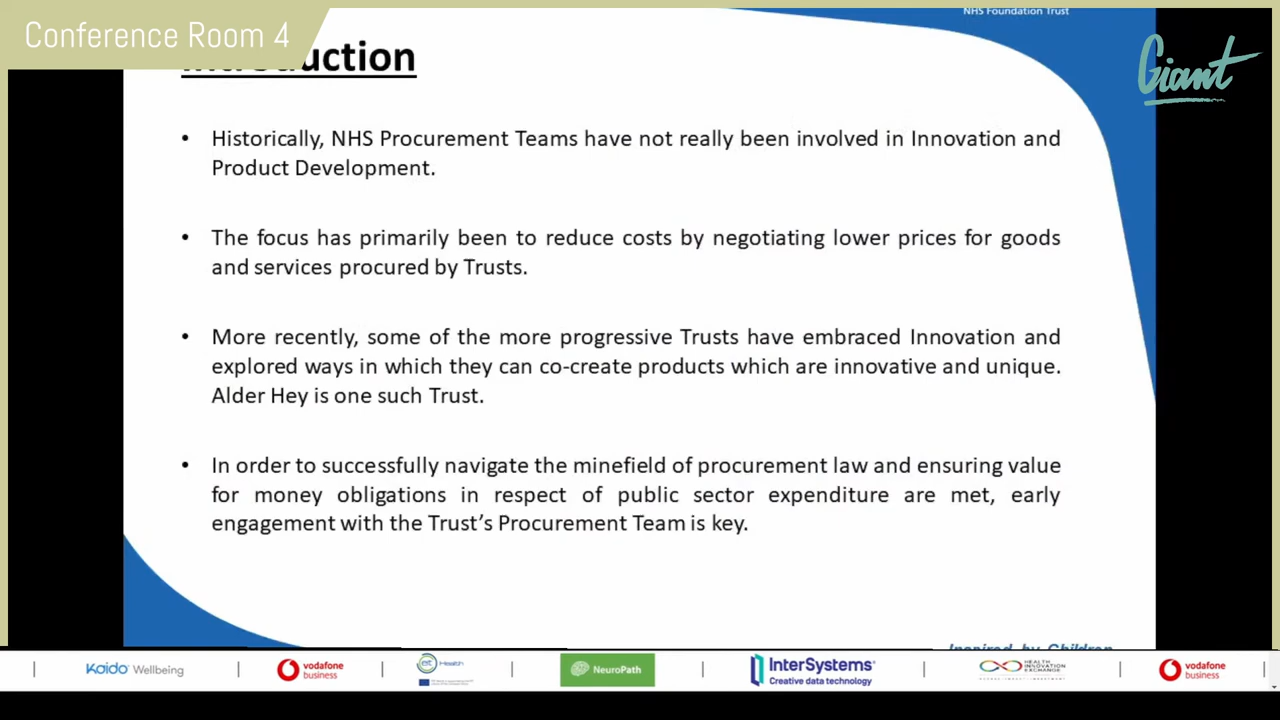 Conference Room 4
NHS Foundation Trust
Giant
Introduction
• Historically, NHS Procurement Teams have not really been involved in Innovation and
Product Development.
• The focus has primarily been to reduce costs by negotiating lower prices for goods
and services procured by Trusts.
• More recently, some of the more progressive Trusts have embraced Innovation and
explored ways in which they can co-create products which are innovative and unique.
Alder Hey is one such Trust.
• In order to successfully navigate the minefield of procurement law and ensuring value
for money obligations in respect of public sector expenditure are met, early
engagement with the Trust’s Procurement Team is key.
Inspired by Children
Kaido Wellbeing
vodafone
business
eit Health
NeuroPath
InterSystems
Creative data technology
HEALTH
INNOVATION
EXCHANGE
vodafone
business